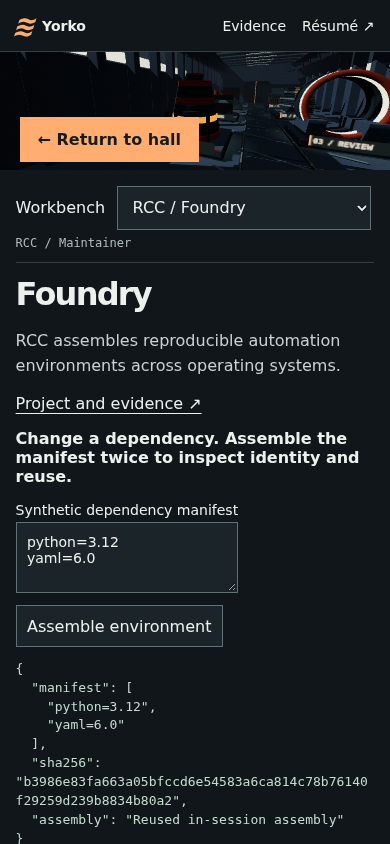 Yorko
Evidence
Résumé ↗
← Return to hall
03 / REVIEW
Workbench
RCC / Foundry
RCC / Maintainer
Foundry
RCC assembles reproducible automation
environments across operating systems.
Project and evidence ↗
Change a dependency. Assemble the
manifest twice to inspect identity and
reuse.
Synthetic dependency manifest
python=3.12
yaml=6.0
Assemble environment
{
  "manifest": [
    "python=3.12",
    "yaml=6.0"
  ],
  "sha256":
"b3986e83fa663a05bfccd6e54583a6ca814c78b76140
f29259d239b8834b80a2",
  "assembly": "Reused in-session assembly"
}